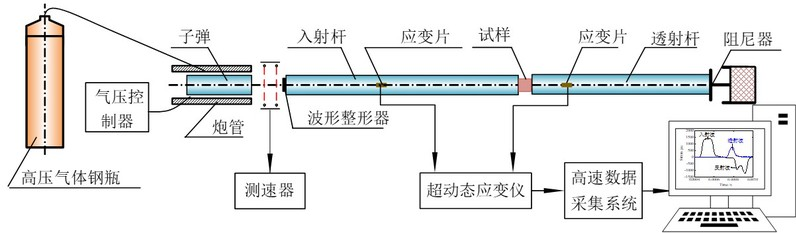 子弹
入射杆
应变片
试样
应变片
透射杆
阻尼器
气压控
制器
炮管
波形整形器
高压气体钢瓶
测速器
超动态应变仪
高速数据
采集系统
入射波
透射波
反射波